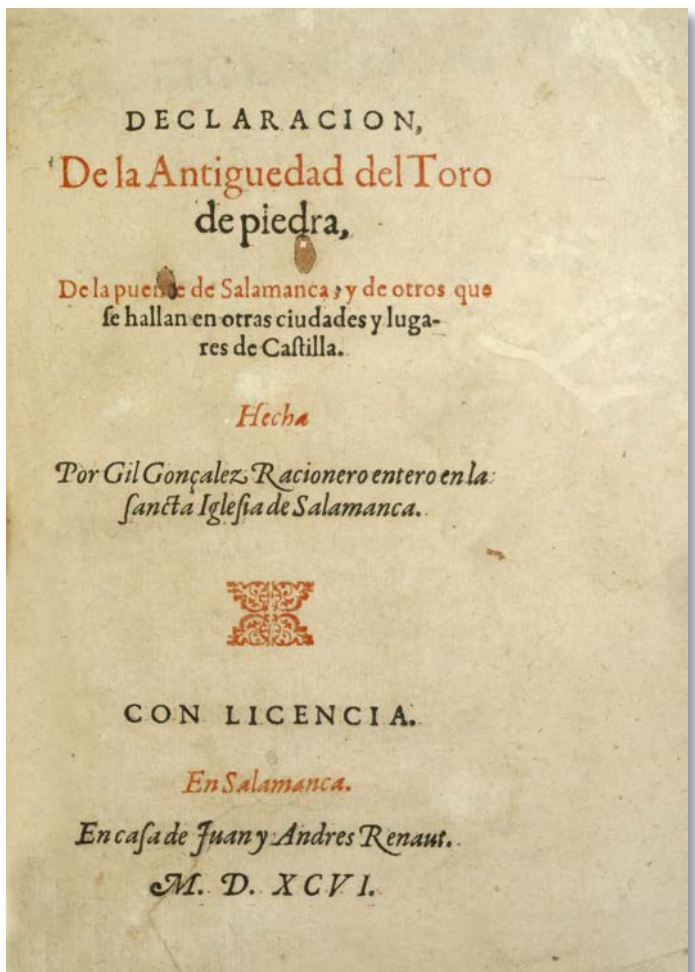 DECLARACION,
De la Antiguedad del Toro
de piedra,
De la puente de Salamanca, y de otros que
ſe hallan en otras ciudades y luga-
res de Caſtilla.
Hecha
Por Gil Gonçalez Racionero entero en la
ſancta Igleſia de Salamanca.
CON LICENCIA.
En Salamanca.
En caſa de Juan y Andres Renaut.
M. D. XCVI.